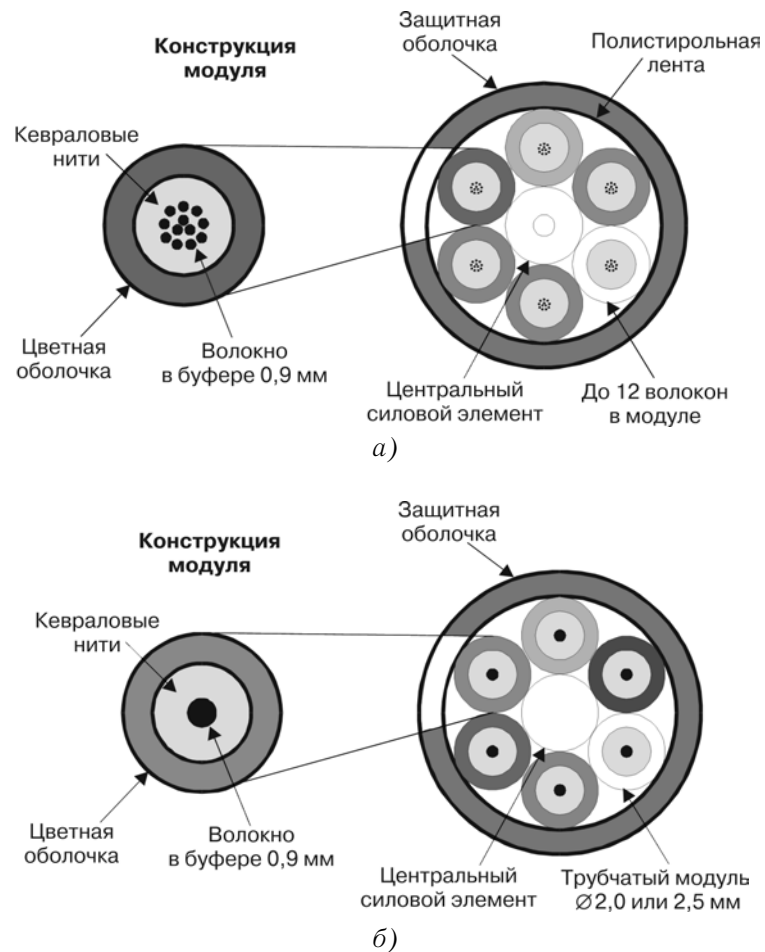 Конструкция
модуля
Защитная
оболочка
Полистирольная
лента
Кевраловые
нити
Цветная
оболочка
Волокно
в буфере 0,9 мм
Центральный
силовой элемент
До 12 волокон
в модуле
а)
Конструкция
модуля
Защитная
оболочка
Кевраловые
нити
Цветная
оболочка
Волокно
в буфере 0,9 мм
Центральный
силовой элемент
Трубчатый модуль
∅2,0 или 2,5 мм
б)